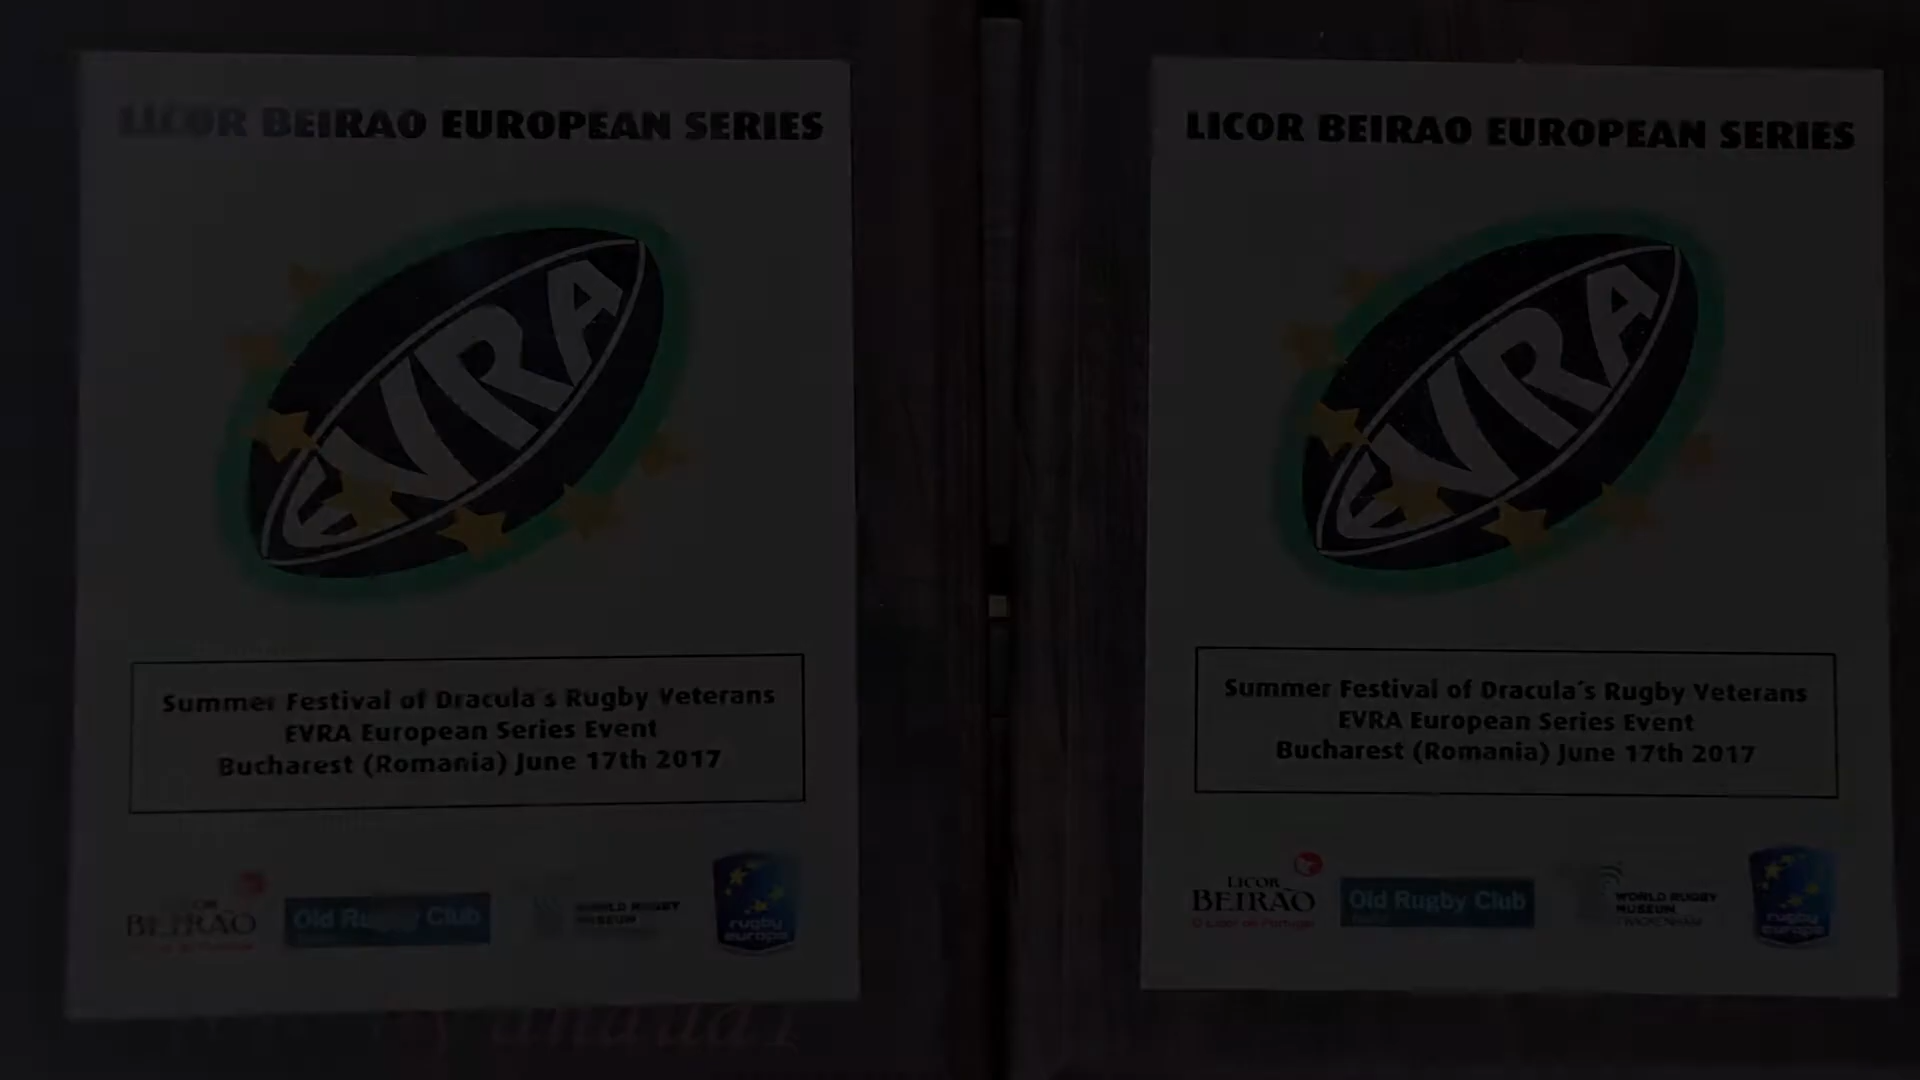 LICOR BEIRAO EUROPEAN SERIES
EVRA
Summer Festival of Dracula´s Rugby Veterans
EVRA European Series Event
Bucharest (Romania) June 17th 2017
BEIRÃO
Old Rugby Club
WORLD RUGBY
MUSEUM
rugby
europe
LICOR BEIRAO EUROPEAN SERIES
EVRA
Summer Festival of Dracula´s Rugby Veterans
EVRA European Series Event
Bucharest (Romania) June 17th 2017
LICOR
BEIRÃO
O Licor de Portugal
Old Rugby Club
WORLD RUGBY
MUSEUM
TWICKENHAM
rugby
europe